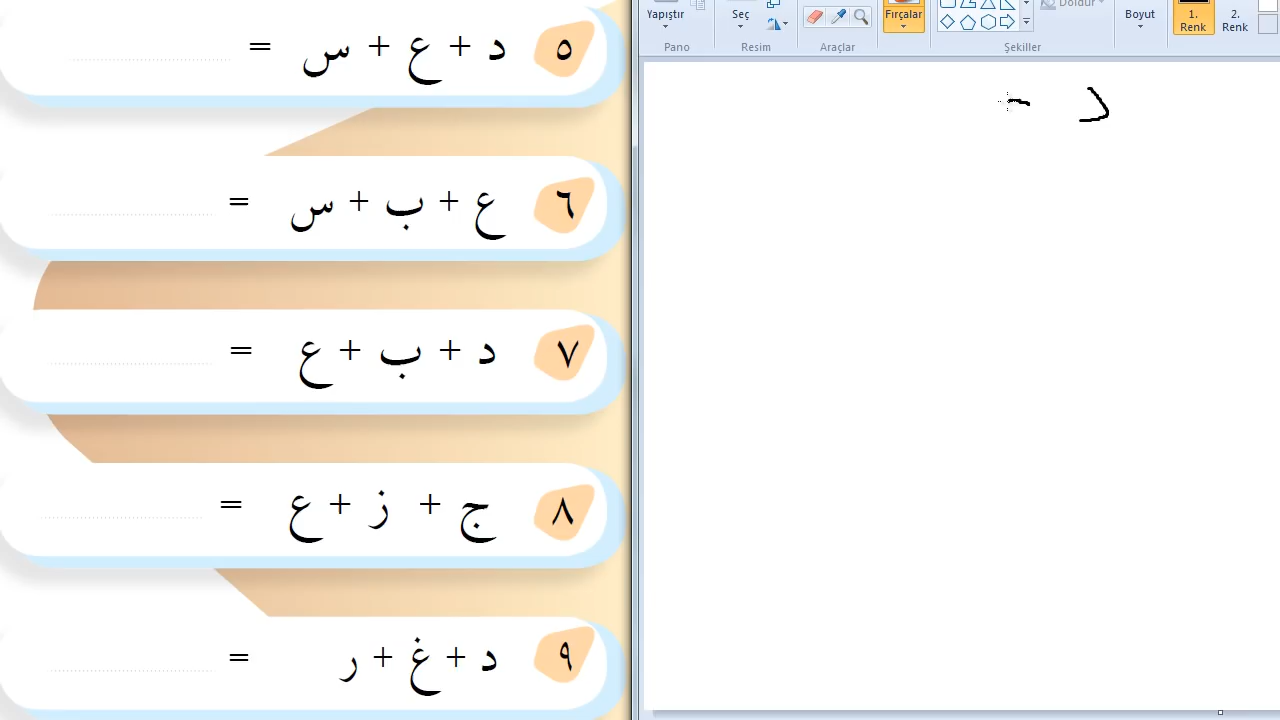 ٥ د + ع + س =
٦ ع + ب + س =
٧ د + ب + ع =
٨ ج + ز + ع =
٩ د + غ + ر =
Yapıştır Seç Fırçalar Doldur Boyut 1. Renk 2. Renk
Pano Resim Araçlar Şekiller
د